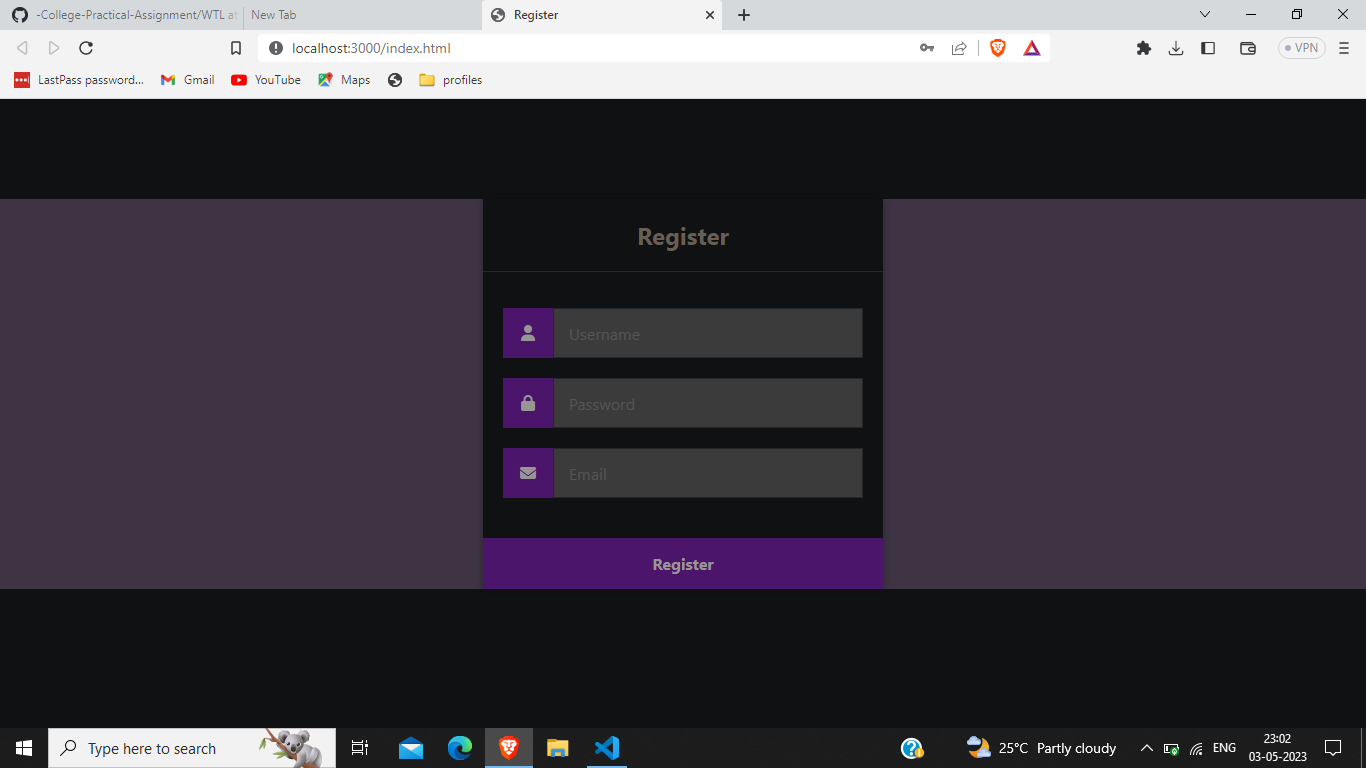 -College-Practical-Assignment/WTL at
New Tab
Register
localhost:3000/index.html
VPN
LastPass password...
Gmail
YouTube
Maps
profiles
Register
Username
Password
Email
Register
Type here to search
25°C Partly cloudy
ENG
23:02
03-05-2023